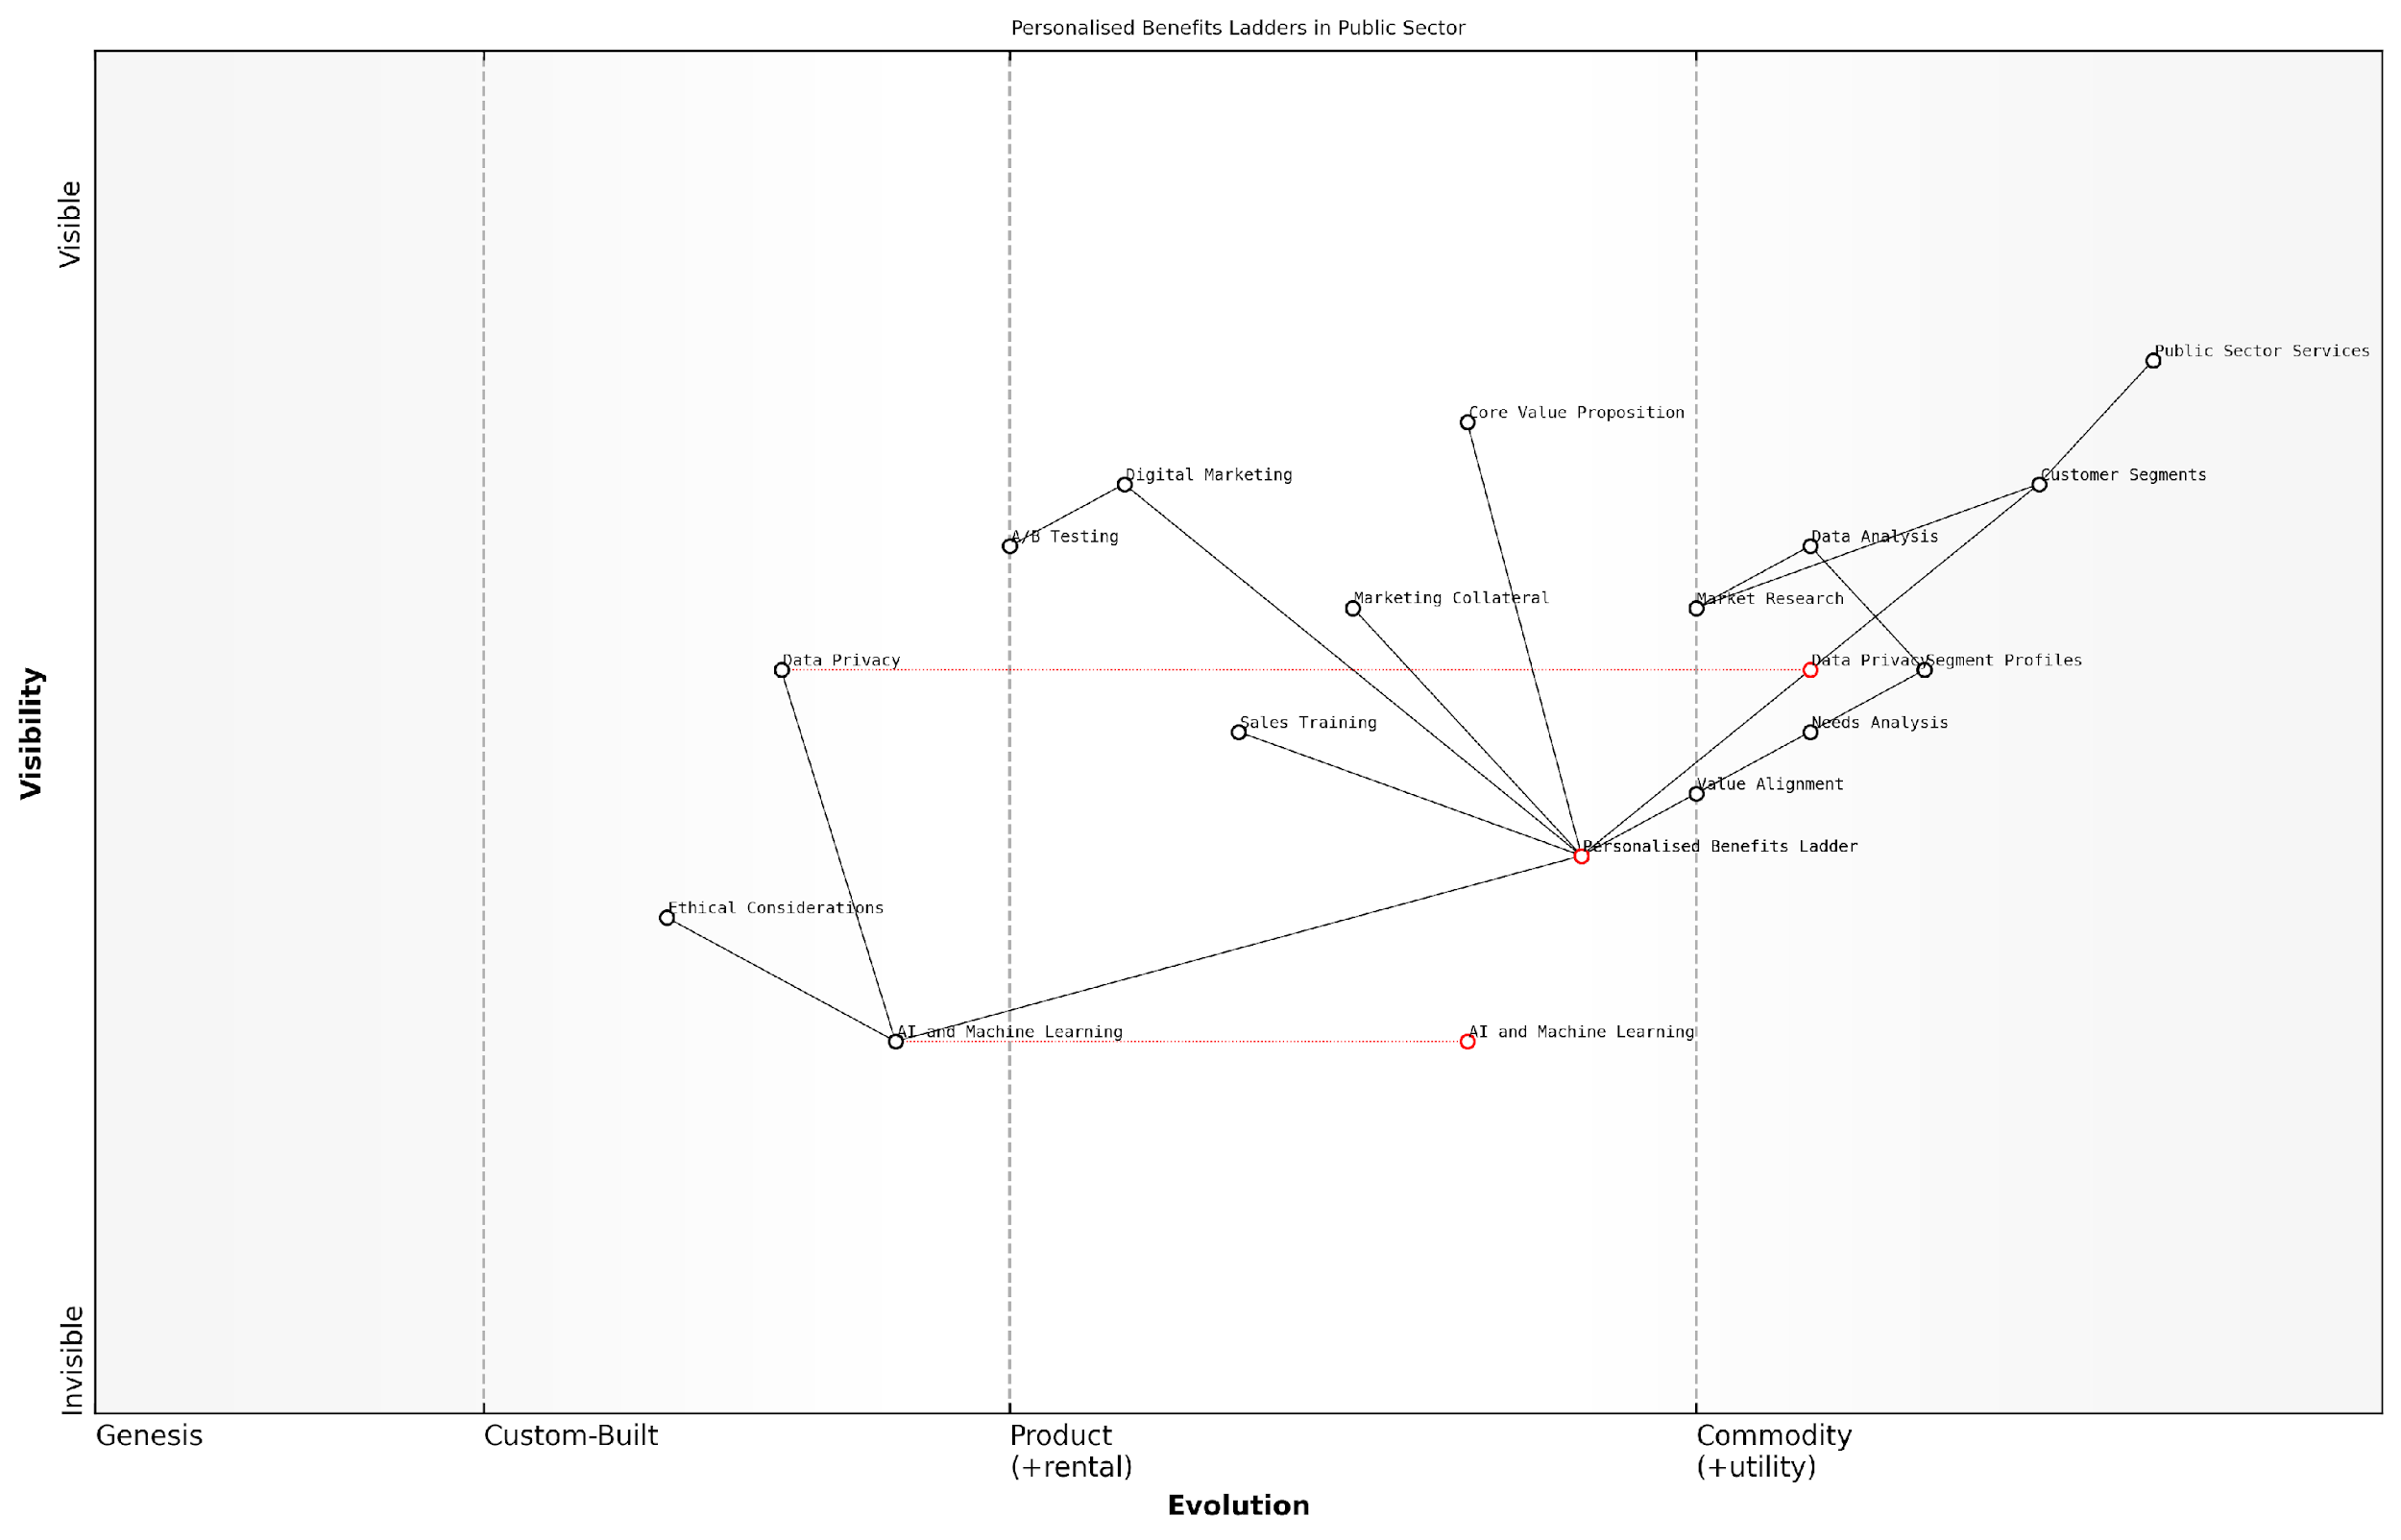 Personalised Benefits Ladders in Public Sector
Visible
Public Sector Services
Core Value Proposition
Digital Marketing
Customer Segments
A/B Testing
Data Analysis
Marketing Collateral
Market Research
Data Privacy
Data Privacy
Segment Profiles
Sales Training
Needs Analysis
Visibility
Value Alignment
Personalised Benefits Ladder
Ethical Considerations
AI and Machine Learning
AI and Machine Learning
Invisible
Genesis
Custom-Built
Product
(+rental)
Commodity
(+utility)
Evolution